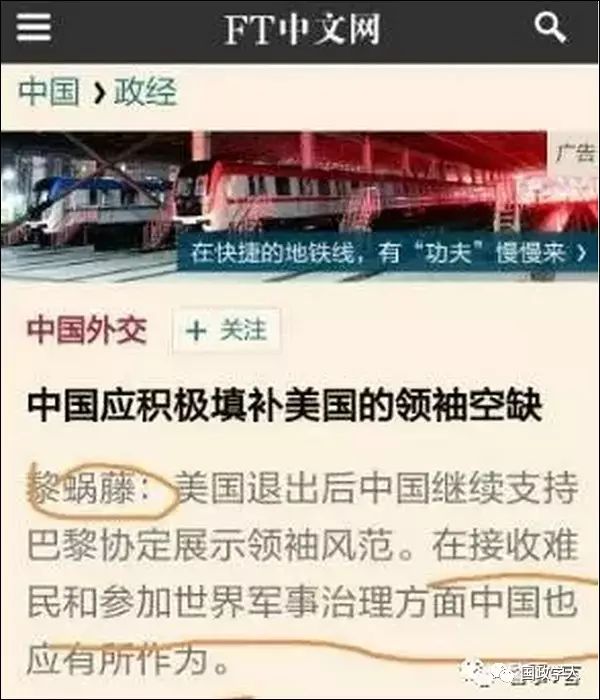 FT中文网
中国 › 政经
广告
在快捷的地铁线，有“功夫”慢慢来 ›
中国外交
+ 关注
中国应积极填补美国的领袖空缺
黎蜗藤：美国退出后中国继续支持
巴黎协定展示领袖风范。在接收难
民和参加世界军事治理方面中国也
应有所作为。
国政学人